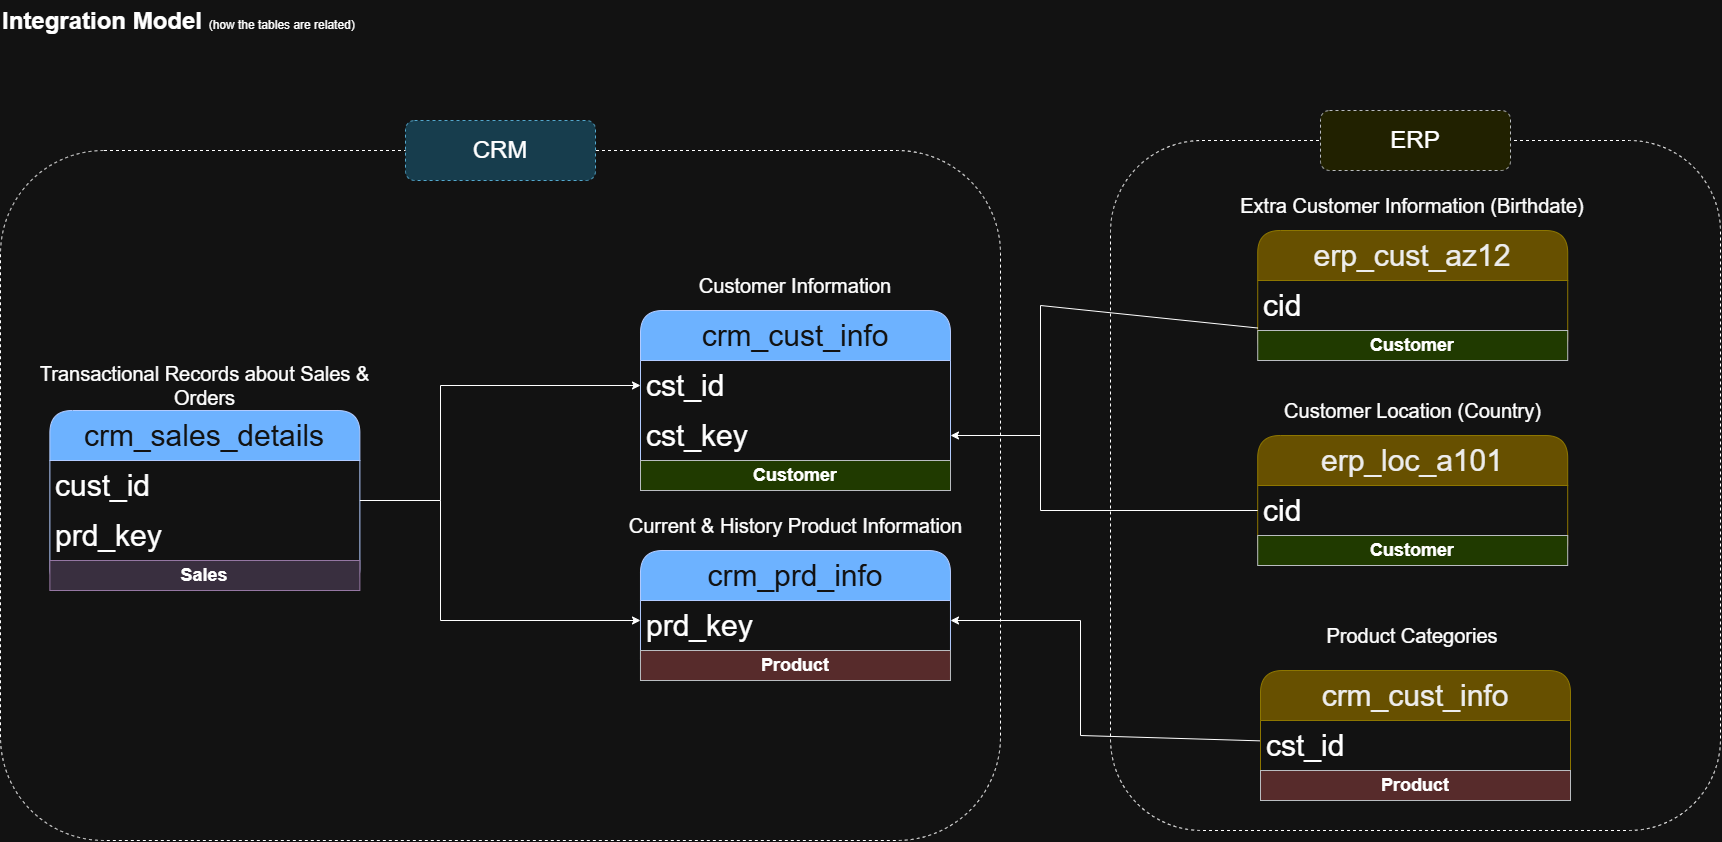 Integration Model (how the tables are related)
CRM
Transactional Records about Sales &
Orders
crm_sales_details
cust_id
prd_key
Sales
Customer Information
crm_cust_info
cst_id
cst_key
Customer
Current & History Product Information
crm_prd_info
prd_key
Product
ERP
Extra Customer Information (Birthdate)
erp_cust_az12
cid
Customer
Customer Location (Country)
erp_loc_a101
cid
Customer
Product Categories
crm_cust_info
cst_id
Product